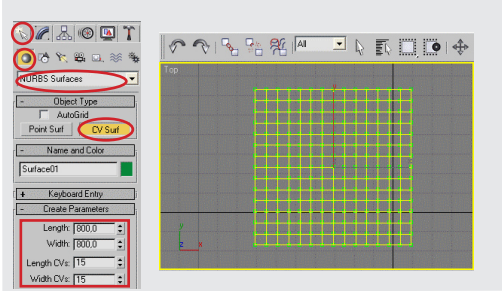 NURBS Surfaces
- Object Type
AutoGrid
Point Surf CV Surf
- Name and Color
Surface01
+ Keyboard Entry
- Create Parameters
Length: 800,0
Width: 800,0
Length CVs: 15
Width CVs: 15
All
Top
y
z x